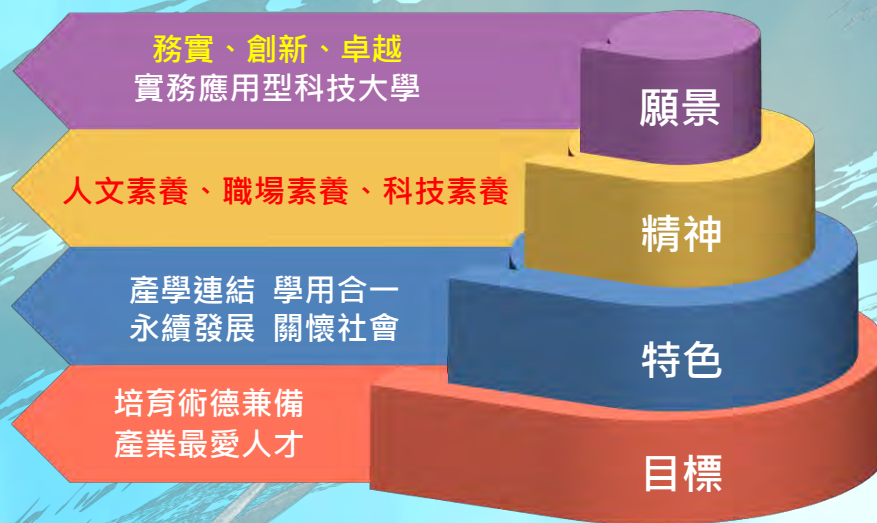 務實、創新、卓越
實務應用型科技大學
願景
人文素養、職場素養、科技素養
精神
產學連結 學用合一
永續發展 關懷社會
特色
培育術德兼備
產業最愛人才
目標